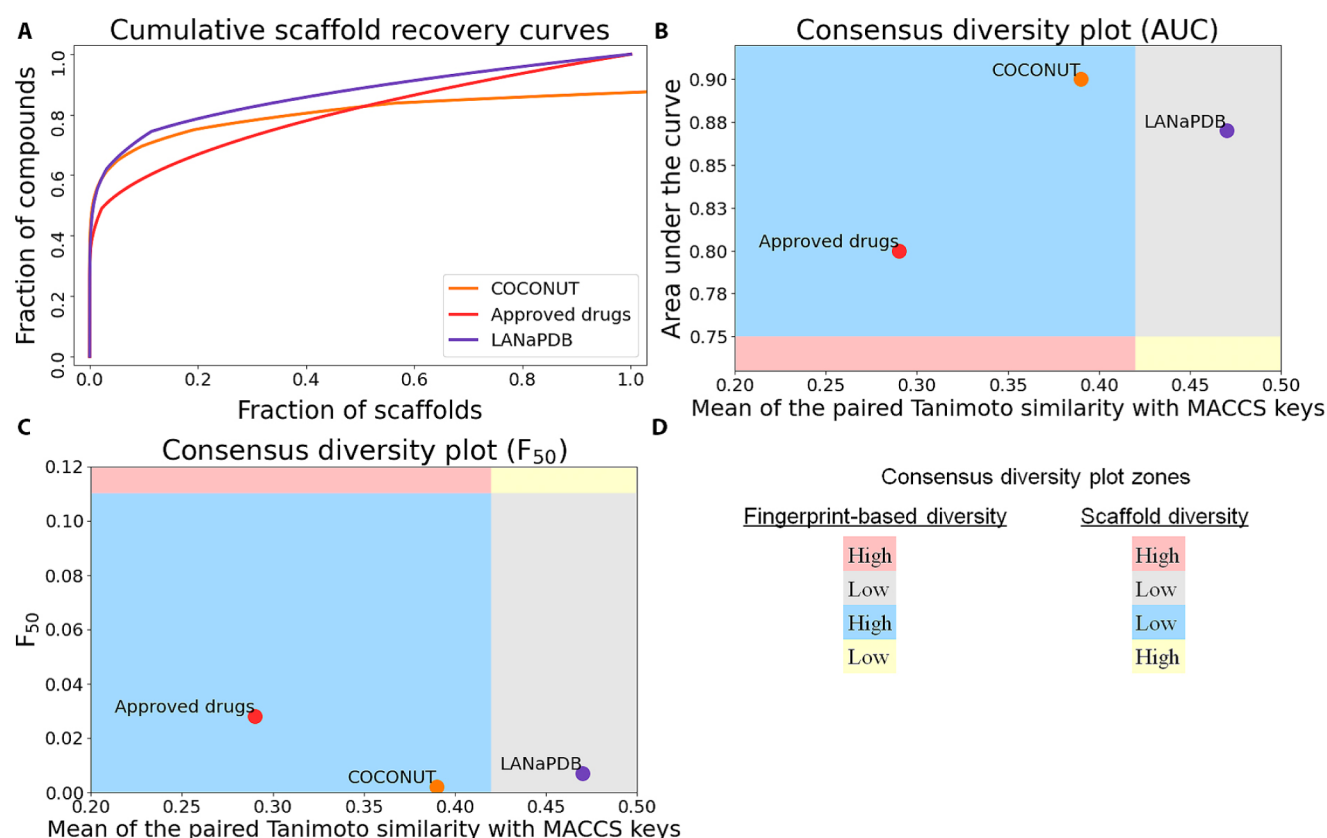 A
Cumulative scaffold recovery curves
Fraction of compounds
1.0
0.8
0.6
0.4
0.2
0.0
COCONUT
Approved drugs
LANaPDB
0.0 0.2 0.4 0.6 0.8 1.0
Fraction of scaffolds
B
Consensus diversity plot (AUC)
Area under the curve
0.90
0.88
0.85
0.83
0.80
0.78
0.75
COCONUT
LANaPDB
Approved drugs
0.20 0.25 0.30 0.35 0.40 0.45 0.50
Mean of the paired Tanimoto similarity with MACCS keys
C
Consensus diversity plot (F50)
F50
0.12
0.10
0.08
0.06
0.04
0.02
0.00
Approved drugs
COCONUT
LANaPDB
0.20 0.25 0.30 0.35 0.40 0.45 0.50
Mean of the paired Tanimoto similarity with MACCS keys
D
Consensus diversity plot zones
Fingerprint-based diversity Scaffold diversity
High High
Low Low
High Low
Low High